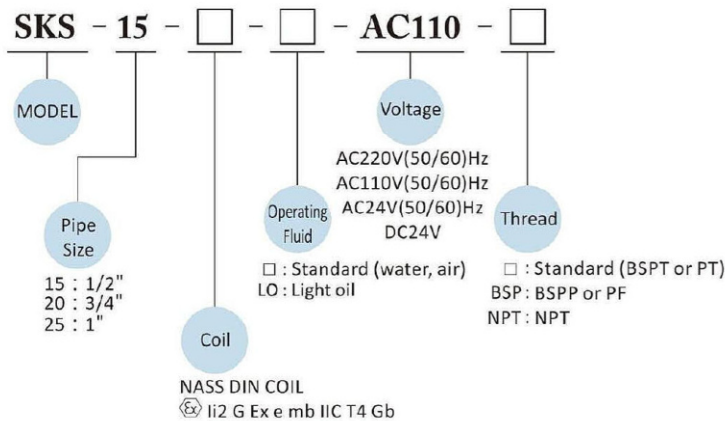 SKS - 15 - □ - □ - AC110 - □
MODEL
Pipe
Size
15 : 1/2"
20 : 3/4"
25 : 1"
Coil
NASS DIN COIL
Ex Ii2 G Ex e mb IIC T4 Gb
Operating
Fluid
□ : Standard (water, air)
LO : Light oil
Voltage
AC220V(50/60)Hz
AC110V(50/60)Hz
AC24V(50/60)Hz
DC24V
Thread
□ : Standard (BSPT or PT)
BSP : BSPP or PF
NPT : NPT